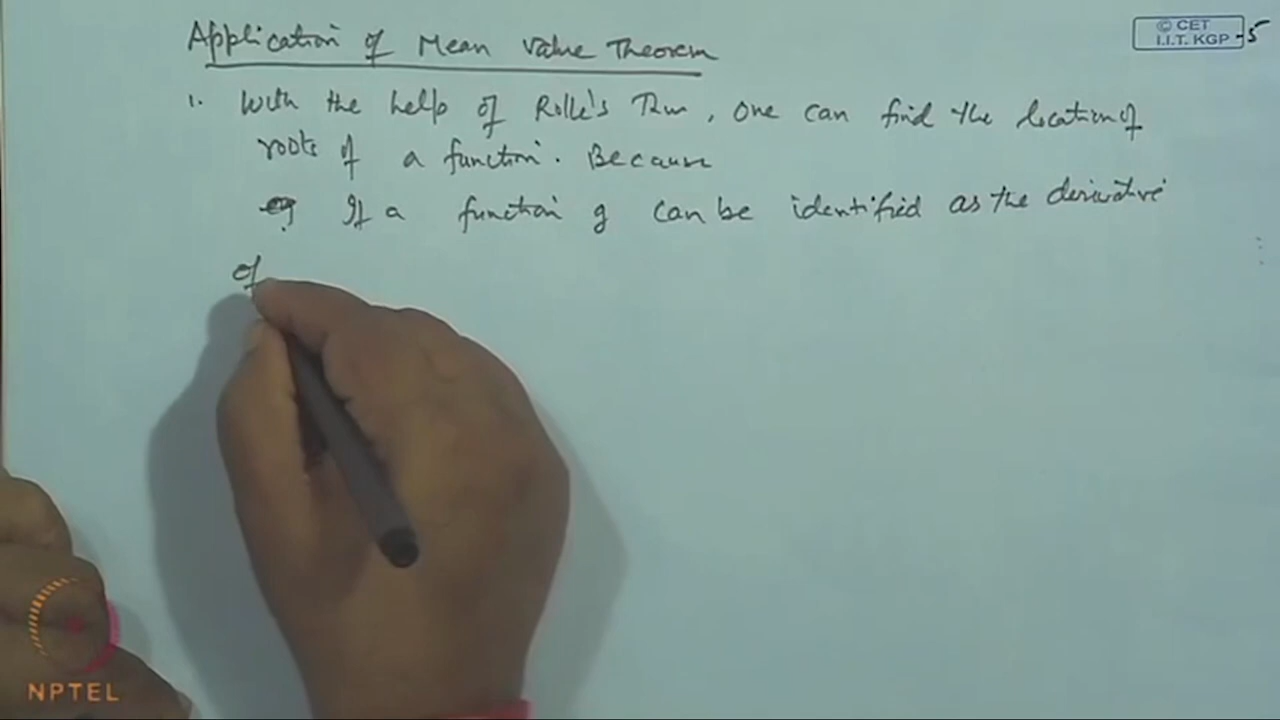 Application of Mean Value Theorem
© CET
I.I.T. KGP -5
1. With the help of Rolle's Thm, one can find the location of
roots of a function. Because
eg If a function g can be identified as the derivative
of
NPTEL